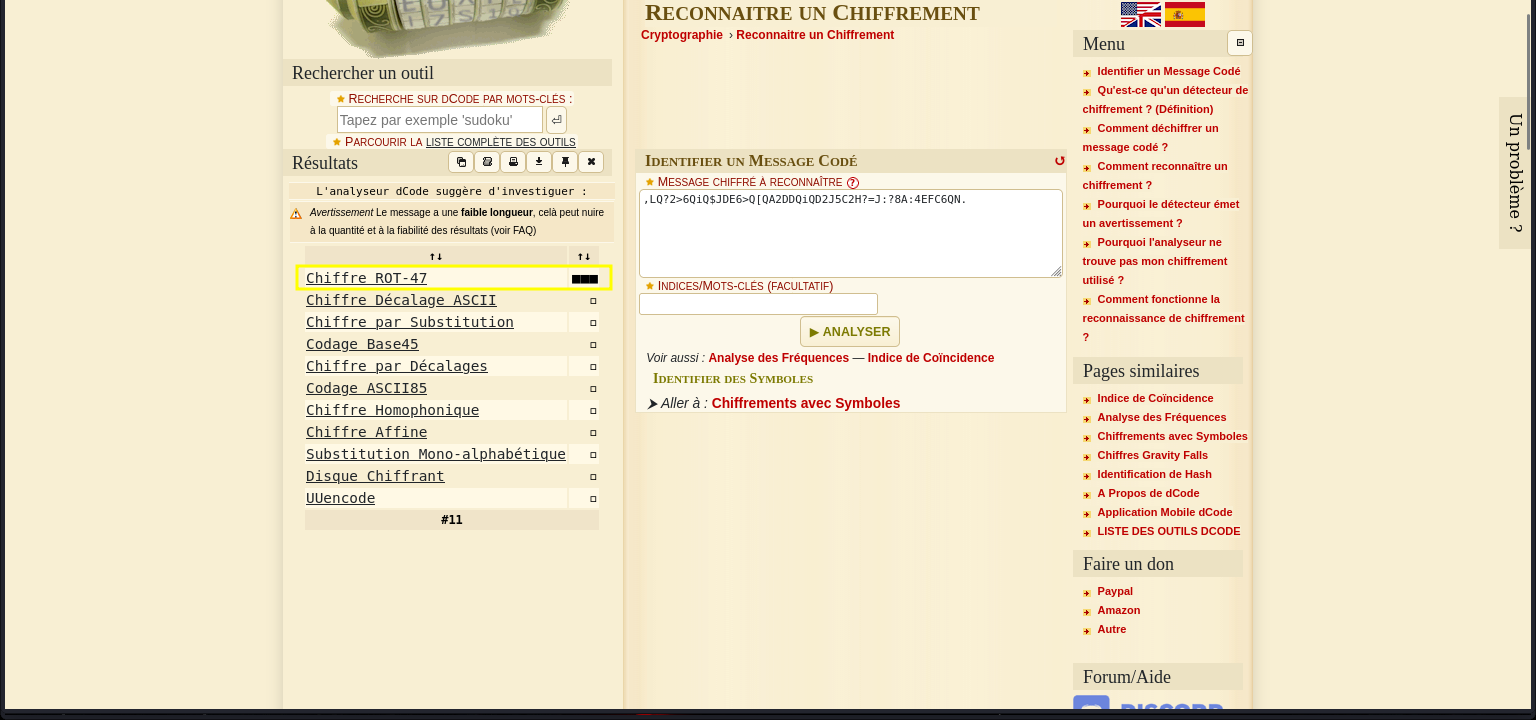 RECONNAITRE UN CHIFFREMENT
Cryptographie › Reconnaitre un Chiffrement
Rechercher un outil
RECHERCHE SUR DCODE PAR MOTS-CLÉS :
Tapez par exemple 'sudoku'
PARCOURIR LA LISTE COMPLÈTE DES OUTILS
Résultats
L'analyseur dCode suggère d'investiguer :
Avertissement Le message a une faible longueur, celà peut nuire
à la quantité et à la fiabilité des résultats (voir FAQ)
↑↓ ↑↓
Chiffre ROT-47 ■■■
Chiffre Décalage ASCII ▫
Chiffre par Substitution ▫
Codage Base45 ▫
Chiffre par Décalages ▫
Codage ASCII85 ▫
Chiffre Homophonique ▫
Chiffre Affine ▫
Substitution Mono-alphabétique ▫
Disque Chiffrant ▫
UUencode ▫
#11
IDENTIFIER UN MESSAGE CODÉ
MESSAGE CHIFFRÉ À RECONNAÎTRE ?
,LQ?2>6QiQ$JDE6>Q[QA2DDQiQD2J5C2H?=J:?8A:4EFC6QN.
INDICES/MOTS-CLÉS (FACULTATIF)
▶ ANALYSER
Voir aussi : Analyse des Fréquences — Indice de Coïncidence
IDENTIFIER DES SYMBOLES
➤ Aller à : Chiffrements avec Symboles
Menu
Identifier un Message Codé
Qu'est-ce qu'un détecteur de
chiffrement ? (Définition)
Comment déchiffrer un
message codé ?
Comment reconnaître un
chiffrement ?
Pourquoi le détecteur émet
un avertissement ?
Pourquoi l'analyseur ne
trouve pas mon chiffrement
utilisé ?
Comment fonctionne la
reconnaissance de chiffrement
?
Pages similaires
Indice de Coïncidence
Analyse des Fréquences
Chiffrements avec Symboles
Chiffres Gravity Falls
Identification de Hash
A Propos de dCode
Application Mobile dCode
LISTE DES OUTILS DCODE
Faire un don
Paypal
Amazon
Autre
Forum/Aide
DISCORD
Un problème ?